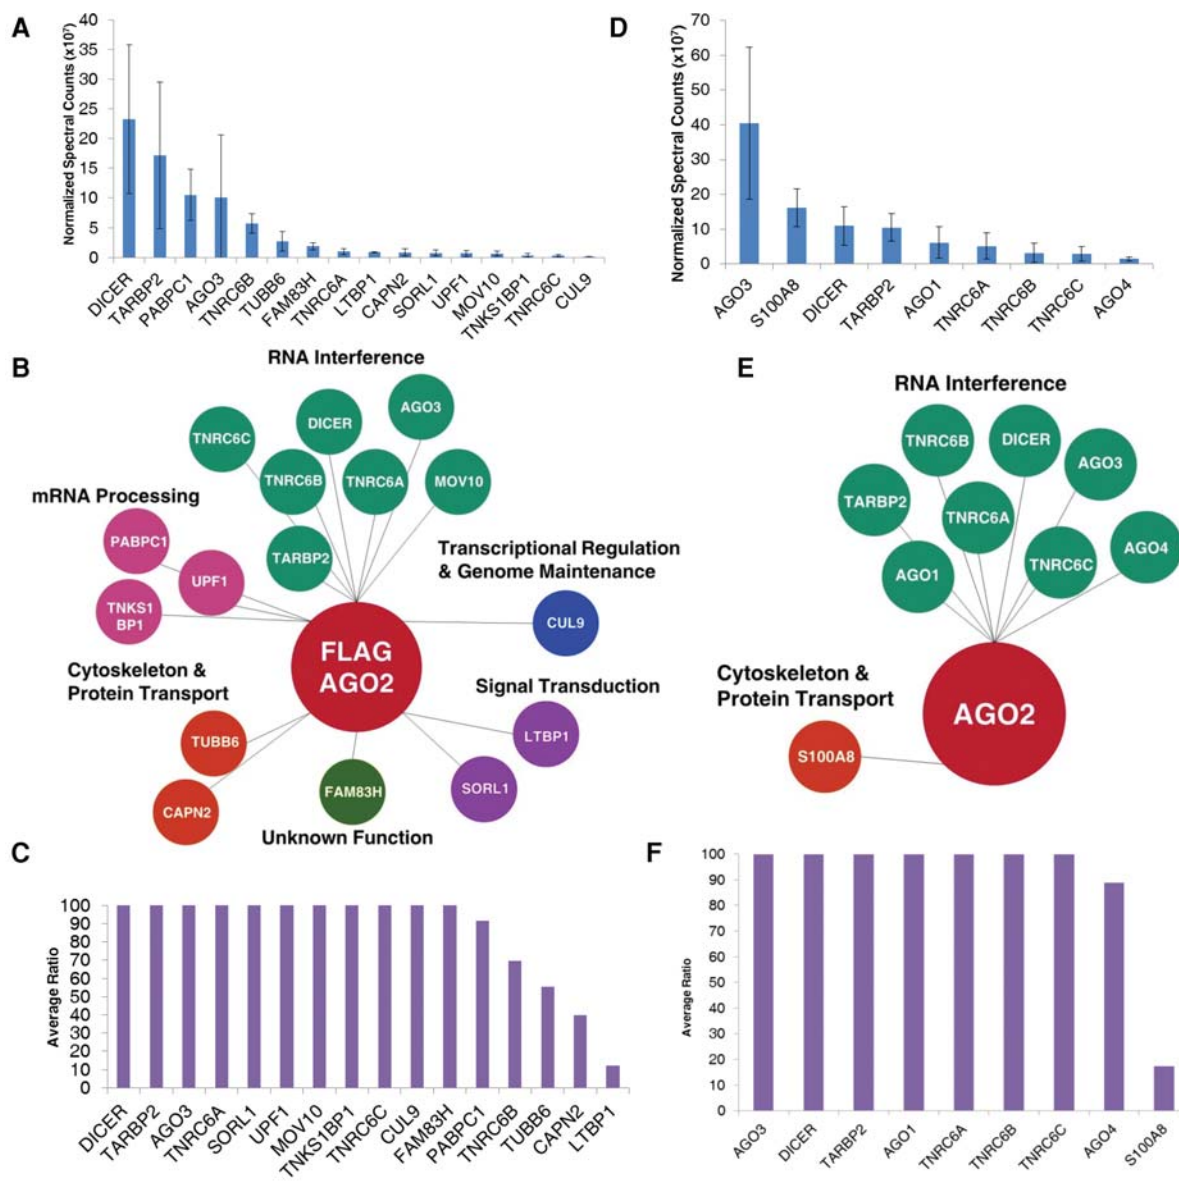 A
Normalized Spectral Counts (x10⁷)
40
35
30
25
20
15
10
5
0
DICER
TARBP2
PABPC1
AGO3
TNRC6B
TUBB6
FAM83H
TNRC6A
LTBP1
CAPN2
SORL1
UPF1
MOV10
TNKS1BP1
TNRC6C
CUL9
D
Normalized Spectral Counts (x10⁷)
70
60
50
40
30
20
10
0
AGO3
S100A8
DICER
TARBP2
AGO1
TNRC6A
TNRC6B
TNRC6C
AGO4
B
RNA Interference
AGO3
DICER
TNRC6C
TNRC6B
TNRC6A
MOV10
TARBP2
mRNA Processing
PABPC1
UPF1
TNKS1
BP1
Transcriptional Regulation
& Genome Maintenance
CUL9
FLAG
AGO2
Cytoskeleton &
Protein Transport
TUBB6
CAPN2
Signal Transduction
LTBP1
SORL1
FAM83H
Unknown Function
E
RNA Interference
TNRC6B
DICER
AGO3
TARBP2
TNRC6A
AGO4
TNRC6C
AGO1
Cytoskeleton &
Protein Transport
S100A8
AGO2
C
Average Ratio
100
90
80
70
60
50
40
30
20
10
0
DICER
TARBP2
AGO3
TNRC6A
SORL1
UPF1
MOV10
TNKS1BP1
TNRC6C
CUL9
FAM83H
PABPC1
TNRC6B
TUBB6
CAPN2
LTBP1
F
Average Ratio
100
90
80
70
60
50
40
30
20
10
0
AGO3
DICER
TARBP2
AGO1
TNRC6A
TNRC6B
TNRC6C
AGO4
S100A8